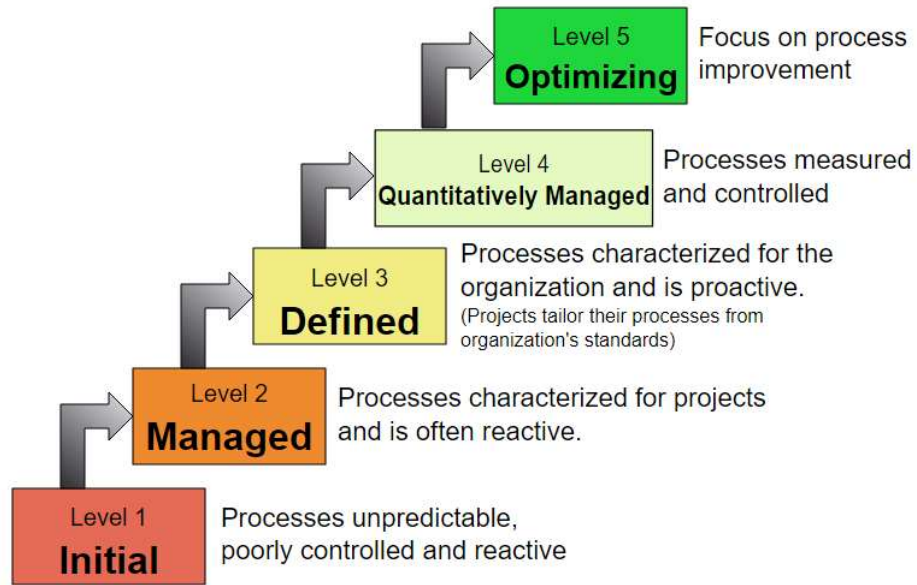 Level 5
Optimizing
Focus on process
improvement
Level 4
Quantitatively Managed
Processes measured
and controlled
Level 3
Defined
Processes characterized for the
organization and is proactive.
(Projects tailor their processes from
organization's standards)
Level 2
Managed
Processes characterized for projects
and is often reactive.
Level 1
Initial
Processes unpredictable,
poorly controlled and reactive